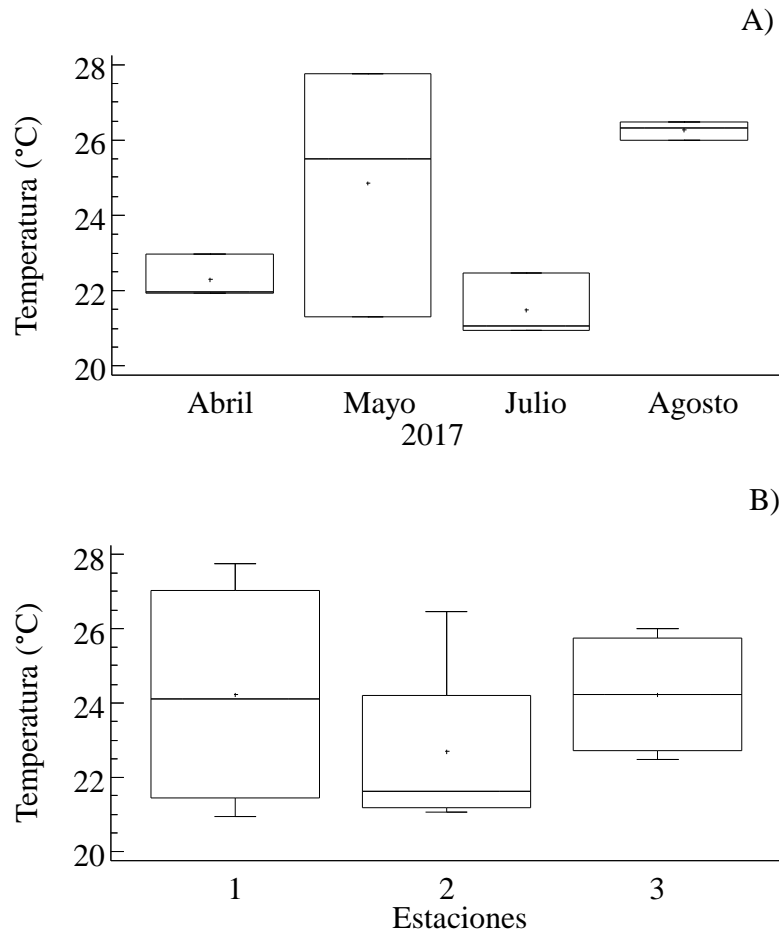 A)
Temperatura (°C)
28
26
24
22
20
Abril Mayo Julio Agosto
2017
B)
Temperatura (°C)
28
26
24
22
20
1 2 3
Estaciones